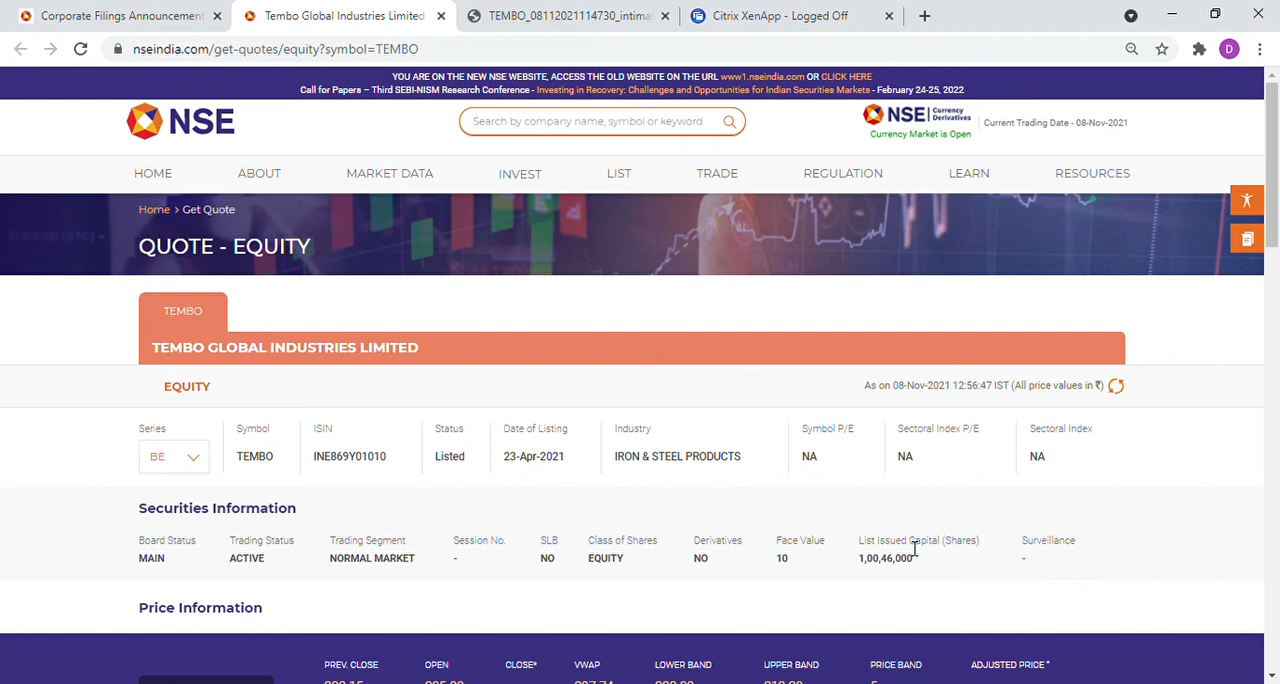 Corporate Filings Announcement
Tembo Global Industries Limited
TEMBO_08112021114730_intima
Citrix XenApp - Logged Off
D
nseindia.com/get-quotes/equity?symbol=TEMBO
YOU ARE ON THE NEW NSE WEBSITE, ACCESS THE OLD WEBSITE ON THE URL www1.nseindia.com OR CLICK HERE
Call for Papers – Third SEBI-NISM Research Conference - Investing in Recovery: Challenges and Opportunities for Indian Securities Markets - February 24-25, 2022
NSE
Search by company name, symbol or keyword
NSE | Currency Derivatives
Currency Market is Open
Current Trading Date - 08-Nov-2021
HOME ABOUT MARKET DATA INVEST LIST TRADE REGULATION LEARN RESOURCES
Home > Get Quote
QUOTE - EQUITY
TEMBO
TEMBO GLOBAL INDUSTRIES LIMITED
EQUITY
As on 08-Nov-2021 12:56:47 IST (All price values in ₹)
Series Symbol ISIN Status Date of Listing Industry Symbol P/E Sectoral Index P/E Sectoral Index
BE TEMBO INE869Y01010 Listed 23-Apr-2021 IRON & STEEL PRODUCTS NA NA NA
Securities Information
Board Status Trading Status Trading Segment Session No. SLB Class of Shares Derivatives Face Value List Issued Capital (Shares) Surveillance
MAIN ACTIVE NORMAL MARKET - NO EQUITY NO 10 1,00,46,000 -
Price Information
PREV. CLOSE OPEN CLOSE* VWAP LOWER BAND UPPER BAND PRICE BAND ADJUSTED PRICE*